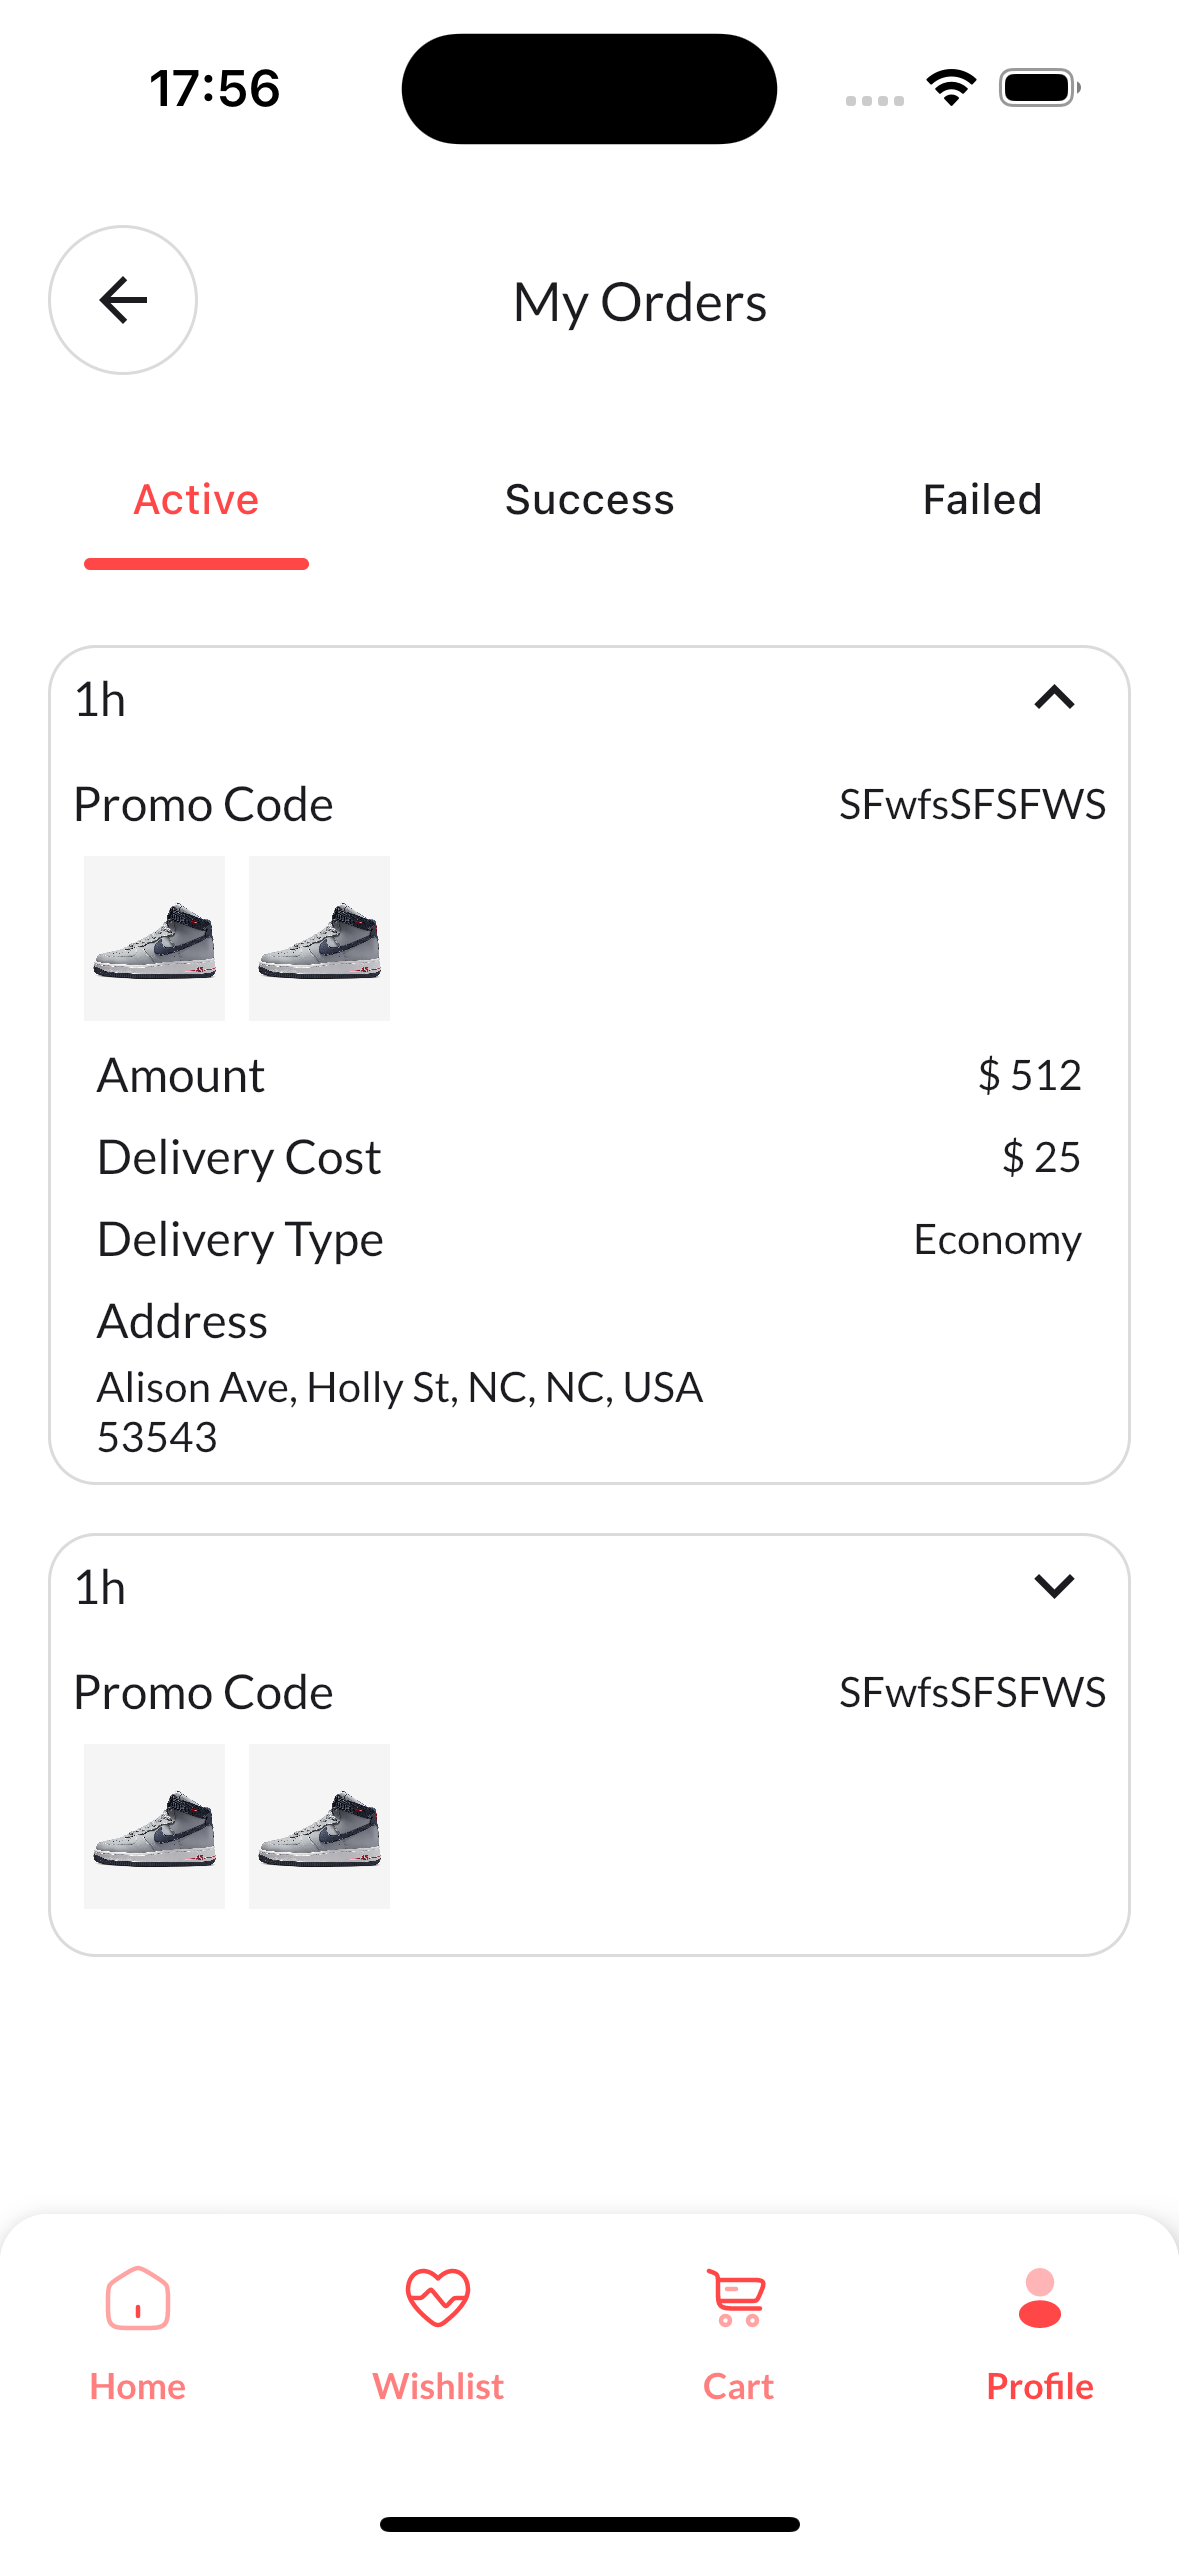 17:56
My Orders
Active Success Failed
1h
Promo Code SFwfsSFSFWS
Amount $ 512
Delivery Cost $ 25
Delivery Type Economy
Address
Alison Ave, Holly St, NC, NC, USA
53543
1h
Promo Code SFwfsSFSFWS
Home Wishlist Cart Profile